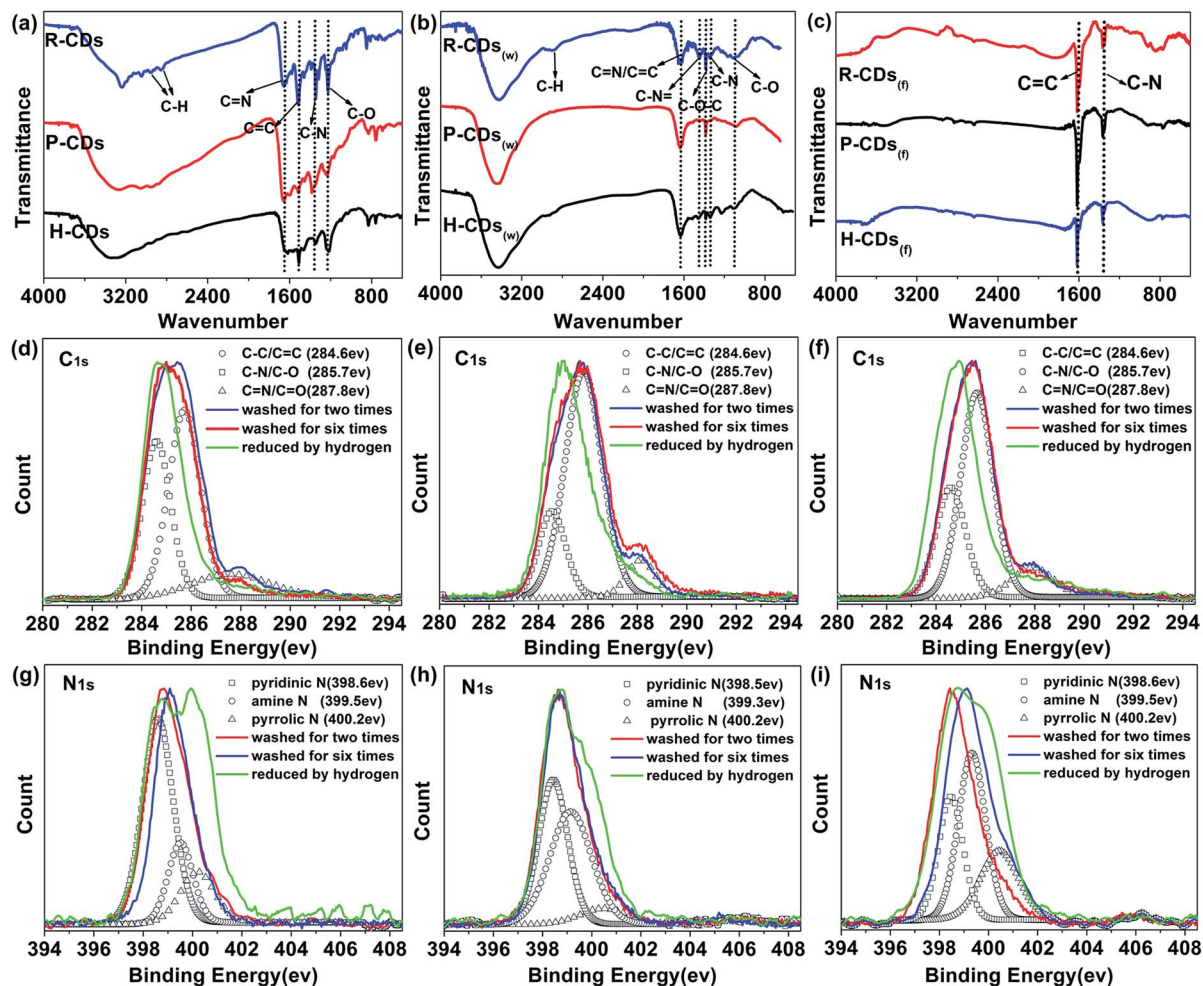 (a)
R-CDs
C-H
C=N
C=C
C-N
C-O
P-CDs
H-CDs
Transmittance
4000 3200 2400 1600 800
Wavenumber
(b)
R-CDs(w)
C-H
C=N/C=C
C-N=
C-O-C
C-N
C-O
P-CDs(w)
H-CDs(w)
Transmittance
4000 3200 2400 1600 800
Wavenumber
(c)
R-CDs(f)
C=C
C-N
P-CDs(f)
H-CDs(f)
Transmittance
4000 3200 2400 1600 800
Wavenumber
(d)
C1s
C-C/C=C (284.6ev)
C-N/C-O (285.7ev)
C=N/C=O(287.8ev)
washed for two times
washed for six times
reduced by hydrogen
Count
280 282 284 286 288 290 292 294
Binding Energy(ev)
(e)
C1s
C-C/C=C (284.6ev)
C-N/C-O (285.7ev)
C=N/C=O(287.8ev)
washed for two times
washed for six times
reduced by hydrogen
Count
280 282 284 286 288 290 292 294
Binding Energy(ev)
(f)
C1s
C-C/C=C (284.6ev)
C-N/C-O (285.7ev)
C=N/C=O(287.8ev)
washed for two times
washed for six times
reduced by hydrogen
Count
280 282 284 286 288 290 292 294
Binding Energy(ev)
(g)
N1s
pyridinic N(398.6ev)
amine N (399.5ev)
pyrrolic N (400.2ev)
washed for two times
washed for six times
reduced by hydrogen
Count
394 396 398 400 402 404 406 408
Binding Energy(ev)
(h)
N1s
pyridinic N(398.5ev)
amine N (399.3ev)
pyrrolic N (400.2ev)
washed for two times
washed for six times
reduced by hydrogen
Count
394 396 398 400 402 404 406 408
Binding Energy(ev)
(i)
N1s
pyridinic N(398.6ev)
amine N (399.5ev)
pyrrolic N (400.2ev)
washed for two times
washed for six times
reduced by hydrogen
Count
394 396 398 400 402 404 406 408
Binding Energy(ev)